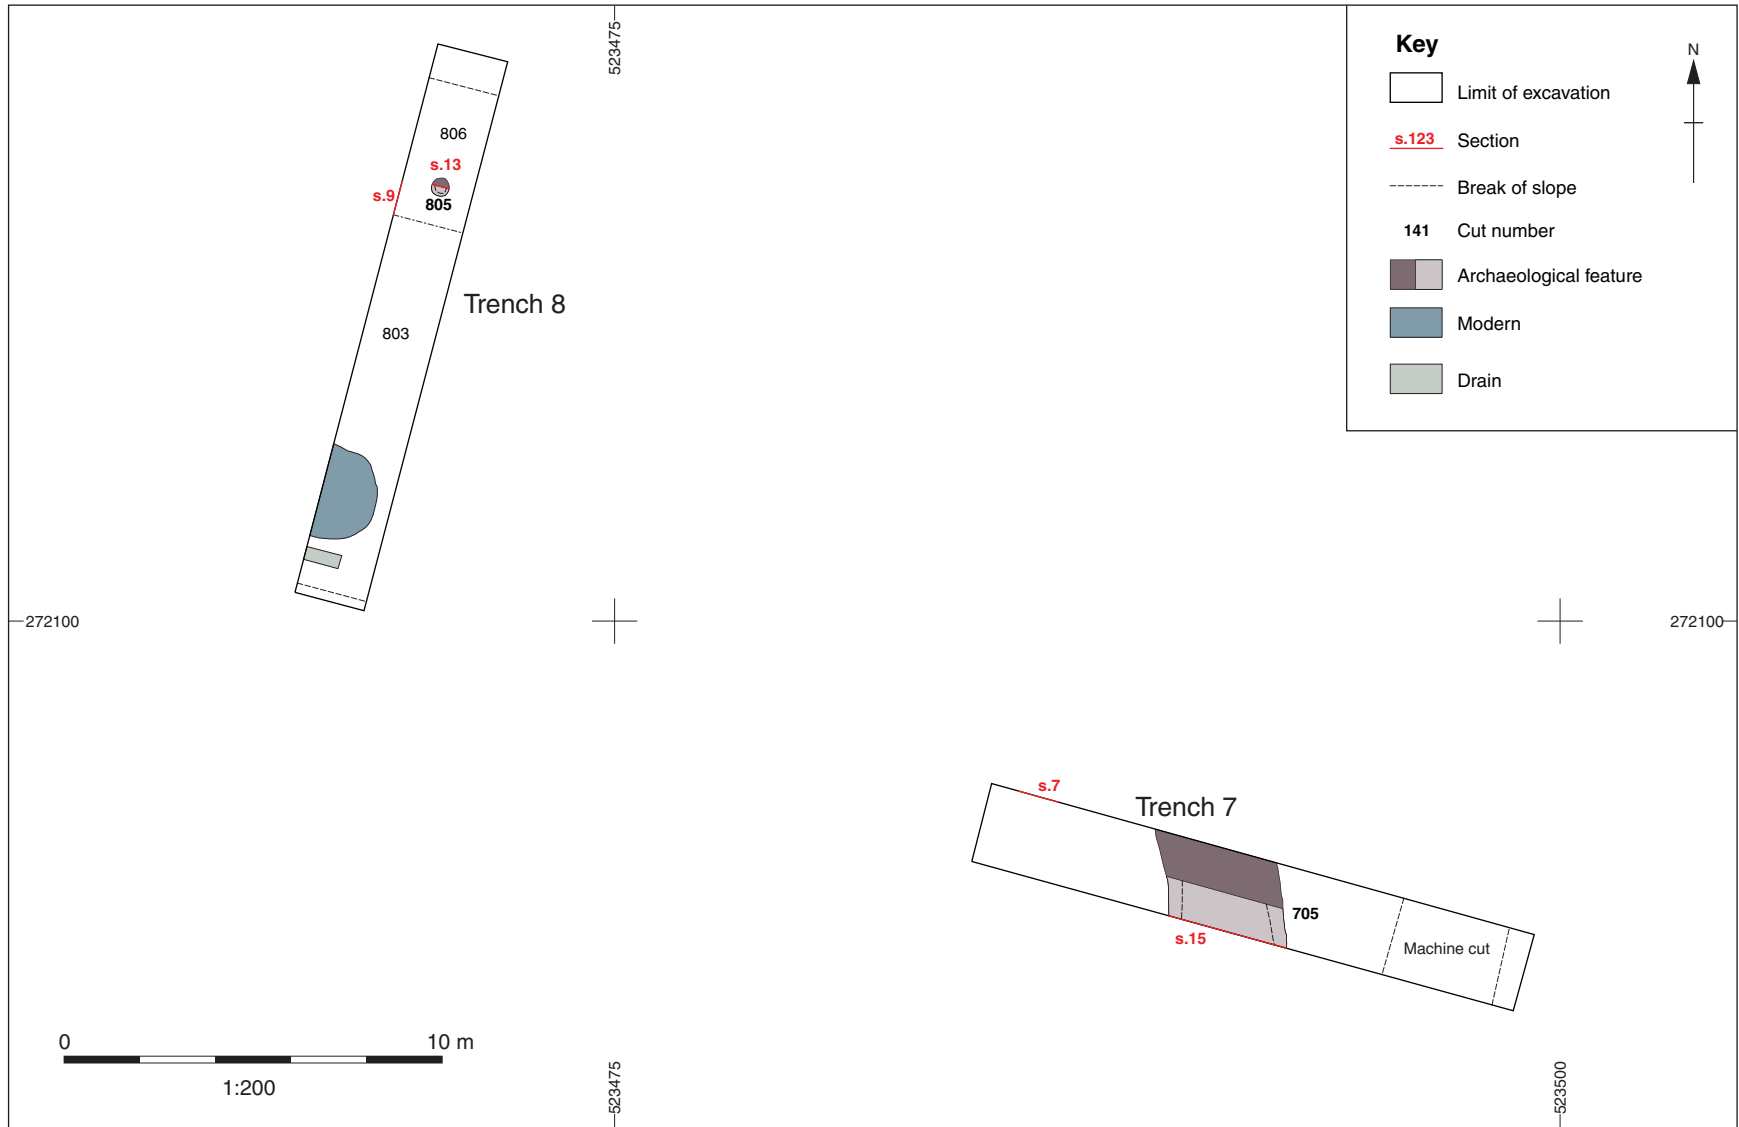 523475
Key
N
Limit of excavation
s.123 Section
Break of slope
141 Cut number
Archaeological feature
Modern
Drain
806
s.13
s.9
805
Trench 8
803
272100
272100
s.7
Trench 7
705
s.15
Machine cut
0 10 m
1:200
523475
523500